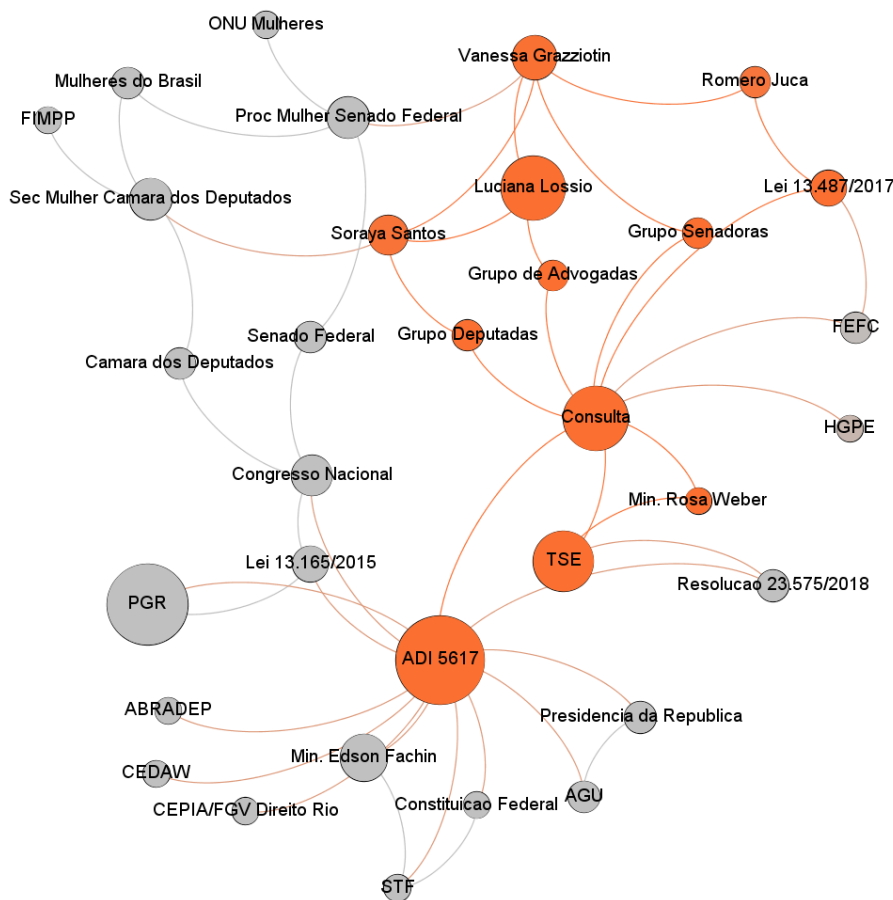 ONU Mulheres
Vanessa Grazziotin
Mulheres do Brasil
Romero Juca
FIMPP
Proc Mulher Senado Federal
Sec Mulher Camara dos Deputados
Luciana Lossio
Lei 13.487/2017
Soraya Santos
Grupo Senadoras
Grupo de Advogadas
Senado Federal
Grupo Deputadas
FEFC
Camara dos Deputados
Consulta
HGPE
Congresso Nacional
Min. Rosa Weber
Lei 13.165/2015
TSE
Resolucao 23.575/2018
PGR
ADI 5617
ABRADEP
Presidencia da Republica
Min. Edson Fachin
CEDAW
CEPIA/FGV Direito Rio
Constituicao Federal
AGU
STF